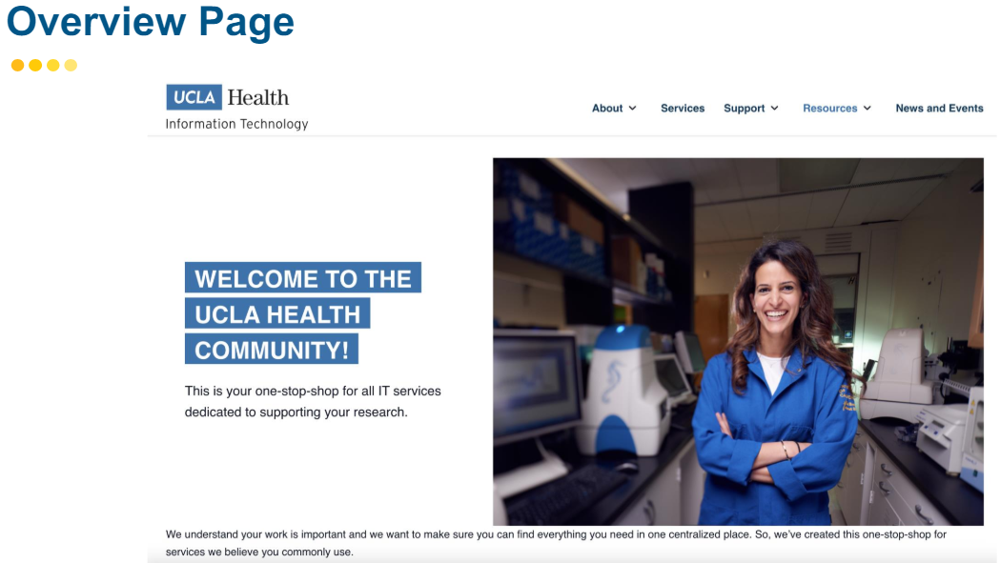 Overview Page
UCLA Health
Information Technology
About Services Support Resources News and Events
WELCOME TO THE
UCLA HEALTH
COMMUNITY!
This is your one-stop-shop for all IT services
dedicated to supporting your research.
We understand your work is important and we want to make sure you can find everything you need in one centralized place. So, we've created this one-stop-shop for
services we believe you commonly use.